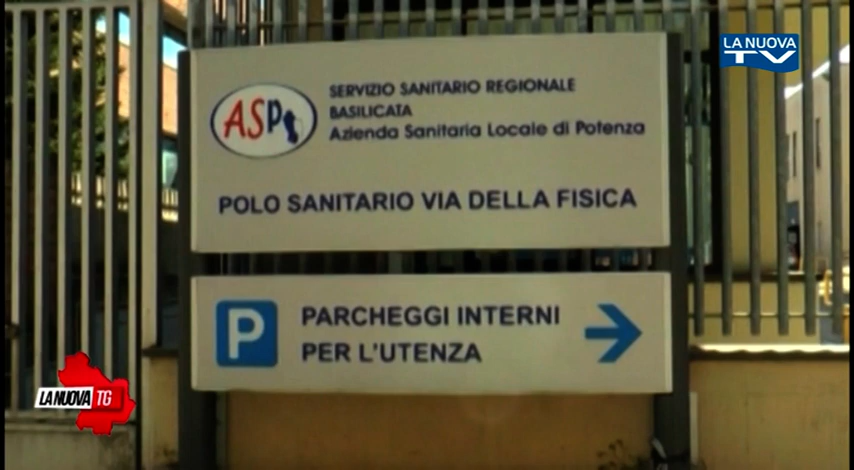 LA NUOVA
TV
ASP
SERVIZIO SANITARIO REGIONALE
BASILICATA
Azienda Sanitaria Locale di Potenza
POLO SANITARIO VIA DELLA FISICA
P
PARCHEGGI INTERNI
PER L'UTENZA
LA NUOVA TG